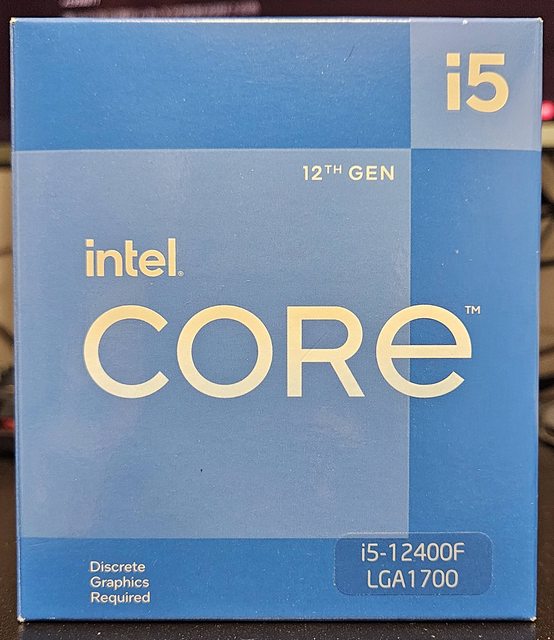 i5
12TH GEN
intel®
CORe™
i5-12400F
LGA1700
Discrete
Graphics
Required